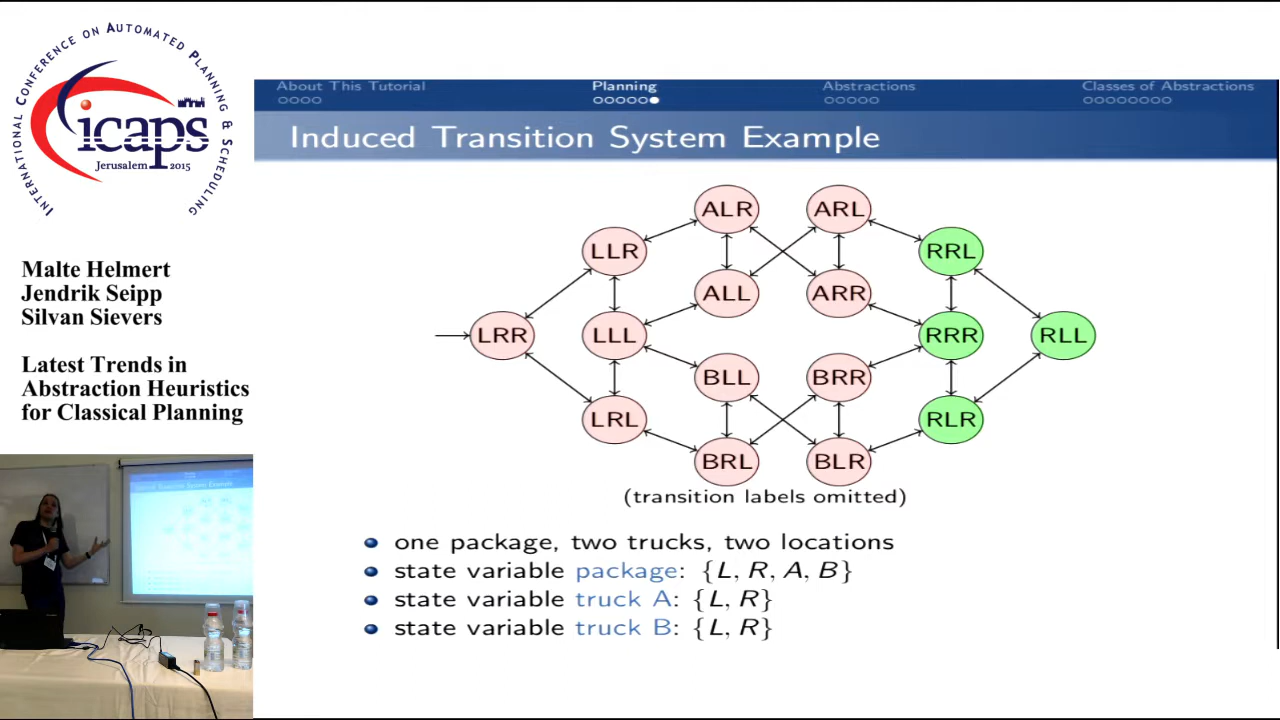 INTERNATIONAL CONFERENCE ON AUTOMATED PLANNING & SCHEDULING
icaps
Jerusalem 2015
Malte Helmert
Jendrik Seipp
Silvan Sievers
Latest Trends in
Abstraction Heuristics
for Classical Planning
About This Tutorial Planning Abstractions Classes of Abstractions
Induced Transition System Example
ALR ARL
LLR RRL
ALL ARR
LRR LLL RRR RLL
BLL BRR
LRL RLR
BRL BLR
(transition labels omitted)
one package, two trucks, two locations
state variable package: {L, R, A, B}
state variable truck A: {L, R}
state variable truck B: {L, R}